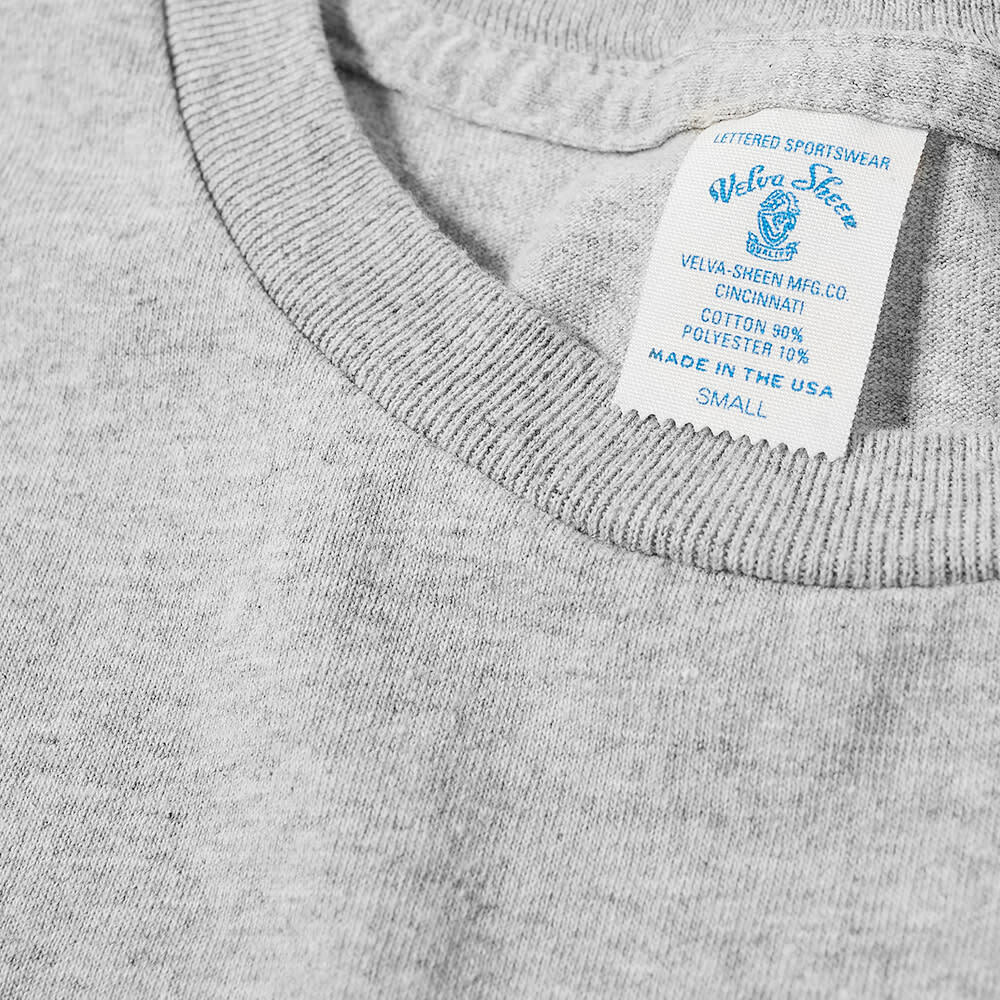 LETTERED SPORTSWEAR
Velva Sheen
QUALITY
VELVA-SHEEN MFG.CO.
CINCINNATI
COTTON 90%
POLYESTER 10%
MADE IN THE USA
SMALL